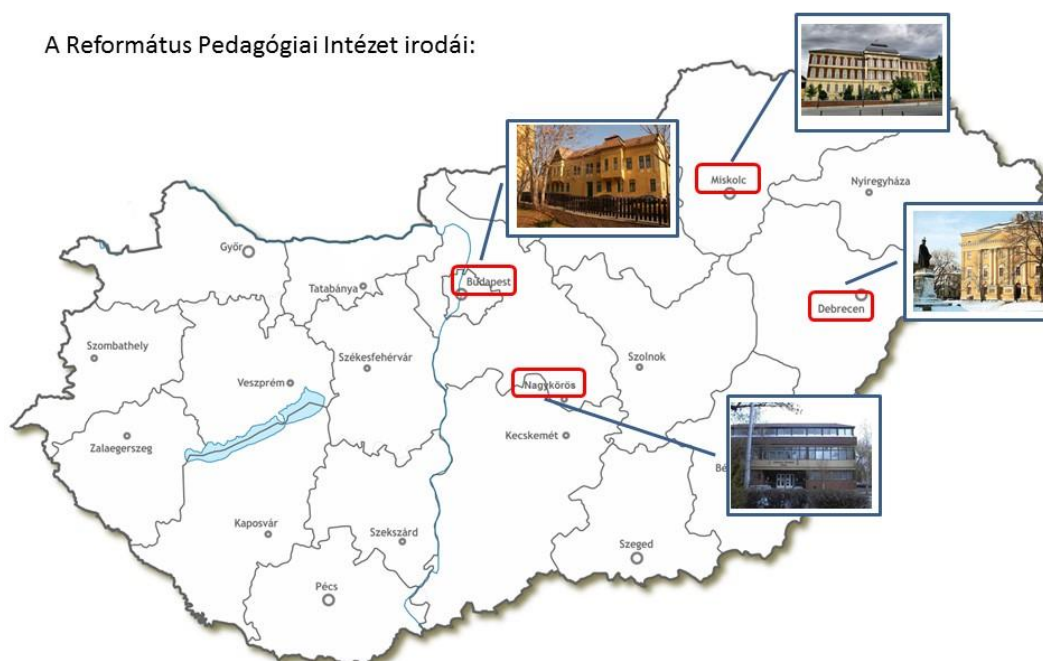 A Református Pedagógiai Intézet irodái:
Miskolc
Nyíregyháza
Győr
Budapest
Tatabánya
Debrecen
Szombathely
Székesfehérvár
Szolnok
Veszprém
Nagykőrös
Zalaegerszeg
Kecskemét
Bé
Kaposvár
Szekszárd
Szeged
Pécs